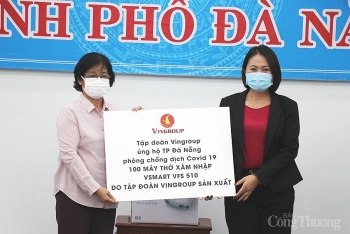 NH PHỐ ĐÀ N
VINGROUP
Tập đoàn Vingroup
ủng hộ TP Đà Nẵng
phòng chống dịch Covid 19
100 MÁY THỞ XÂM NHẬP
VSMART VFS 510
DO TẬP ĐOÀN VINGROUP SẢN XUẤT
BÁO
Công Thương